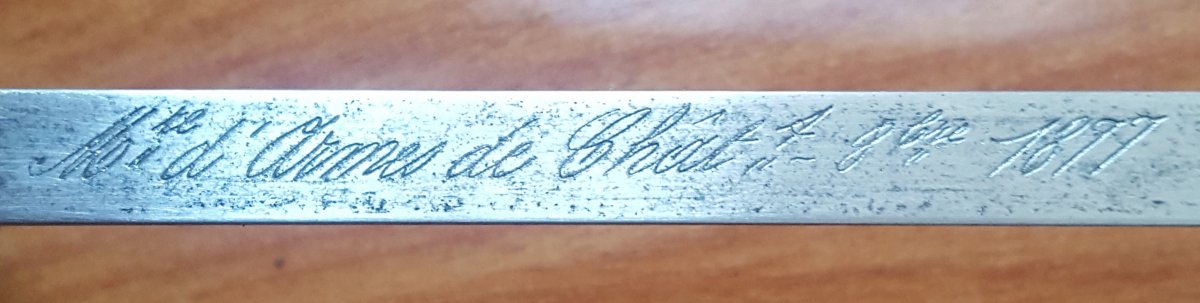 Mre d'Armes de Chât.t 9bre 1877